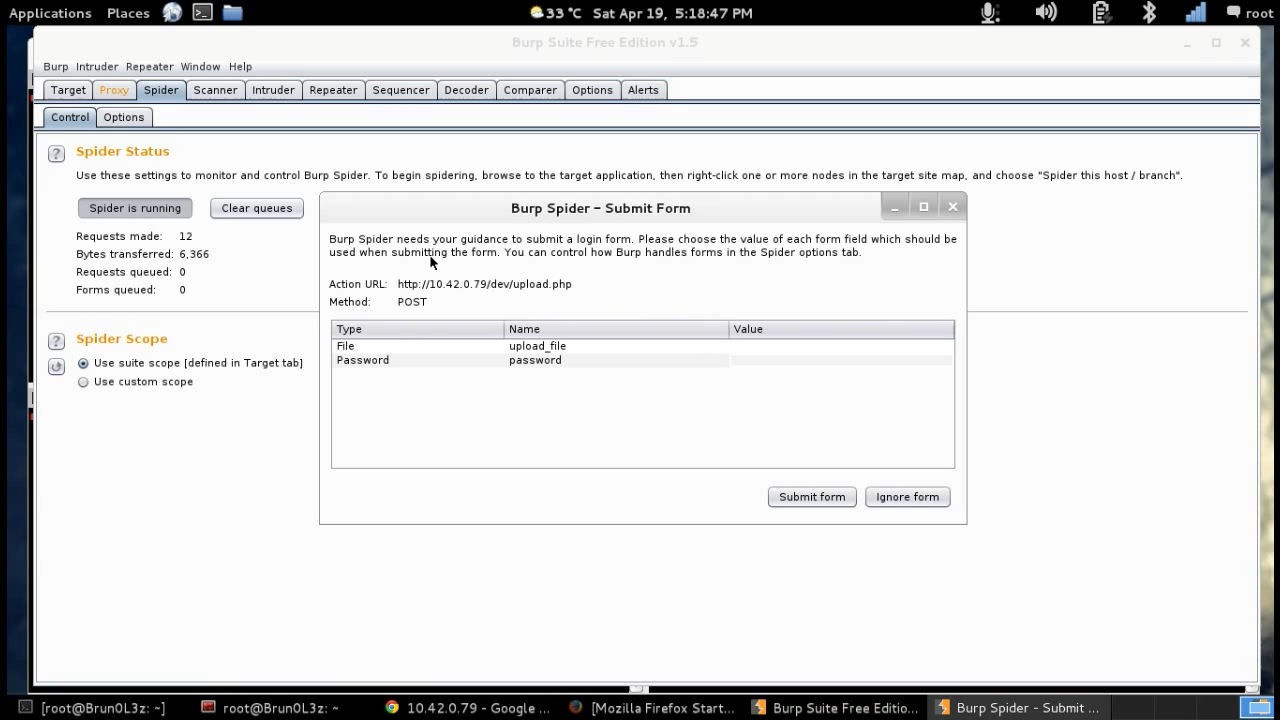 Applications Places 33 °C Sat Apr 19, 5:18:47 PM root
Burp Suite Free Edition v1.5
Burp Intruder Repeater Window Help
Target Proxy Spider Scanner Intruder Repeater Sequencer Decoder Comparer Options Alerts
Control Options
? Spider Status
Use these settings to monitor and control Burp Spider. To begin spidering, browse to the target application, then right-click one or more nodes in the target site map, and choose "Spider this host / branch".
Spider is running Clear queues
Requests made: 12
Bytes transferred: 6,366
Requests queued: 0
Forms queued: 0
? Spider Scope
Use suite scope [defined in Target tab]
Use custom scope
Burp Spider – Submit Form
Burp Spider needs your guidance to submit a login form. Please choose the value of each form field which should be
used when submitting the form. You can control how Burp handles forms in the Spider options tab.
Action URL: http://10.42.0.79/dev/upload.php
Method: POST
Type Name Value
File upload_file
Password password
Submit form Ignore form
[root@Brun0L3z: ~] root@Brun0L3z: ~ 10.42.0.79 - Google ... [Mozilla Firefox Start... Burp Suite Free Editio... Burp Spider – Submit ...